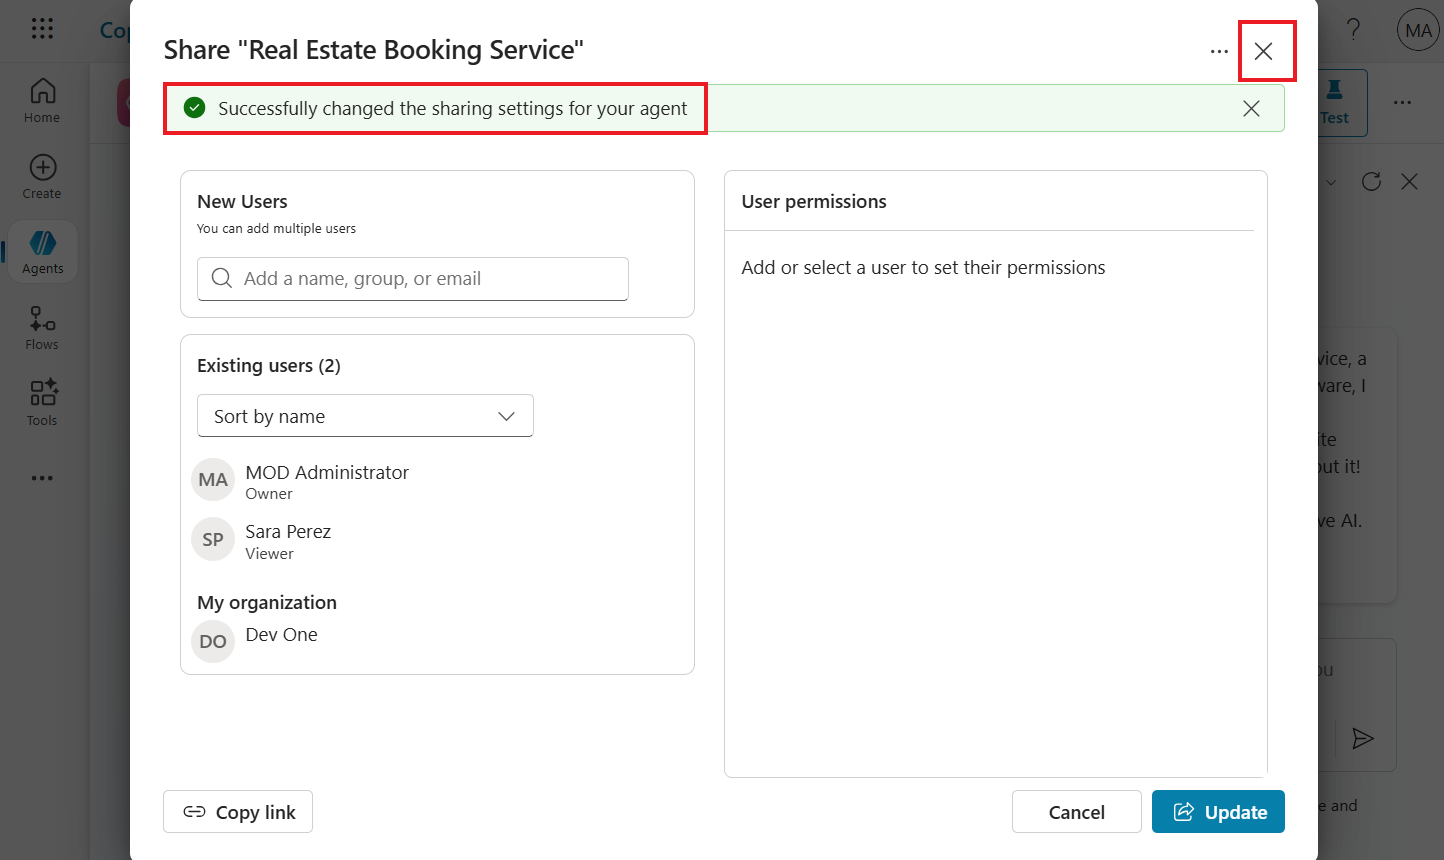 Cop
MA
Home
Create
Agents
Flows
Tools
Share "Real Estate Booking Service"
Successfully changed the sharing settings for your agent
New Users
You can add multiple users
Add a name, group, or email
Existing users (2)
Sort by name
MA
MOD Administrator
Owner
SP
Sara Perez
Viewer
My organization
DO
Dev One
User permissions
Add or select a user to set their permissions
Copy link
Cancel
Update
Test
vice, a
ware, I
ite
out it!
ve AI.
ou
e and